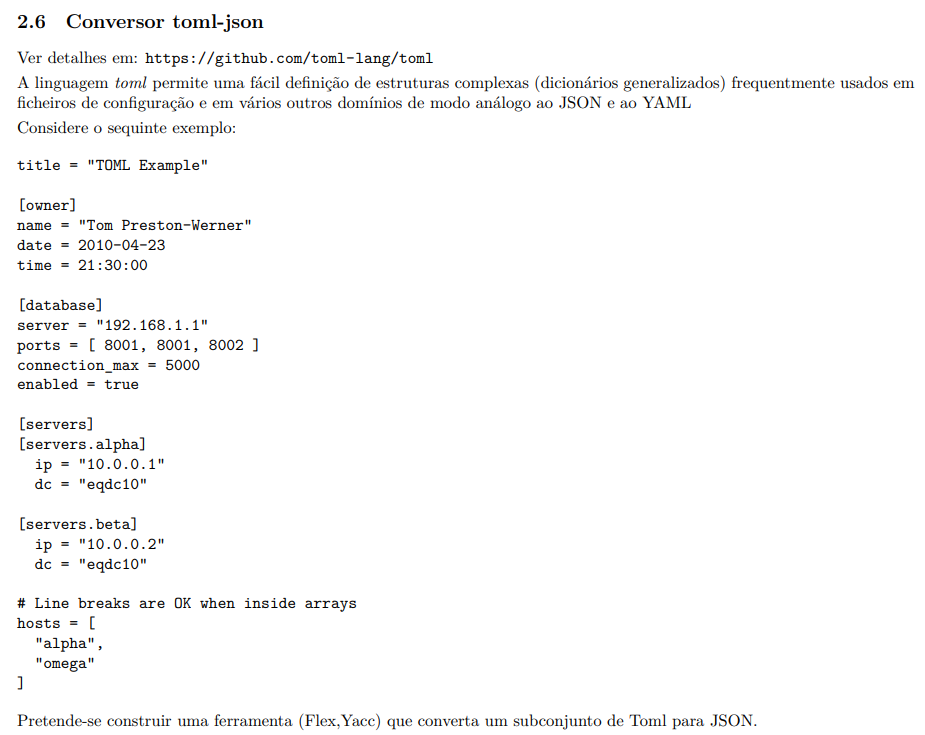 2.6 Conversor toml-json
Ver detalhes em: https://github.com/toml-lang/toml
A linguagem toml permite uma fácil definição de estruturas complexas (dicionários generalizados) frequentemente usados em
ficheiros de configuração e em vários outros domínios de modo análogo ao JSON e ao YAML
Considere o sequinte exemplo:
title = "TOML Example"
[owner]
name = "Tom Preston-Werner"
date = 2010-04-23
time = 21:30:00
[database]
server = "192.168.1.1"
ports = [ 8001, 8001, 8002 ]
connection_max = 5000
enabled = true
[servers]
[servers.alpha]
ip = "10.0.0.1"
dc = "eqdc10"
[servers.beta]
ip = "10.0.0.2"
dc = "eqdc10"
# Line breaks are OK when inside arrays
hosts = [
"alpha",
"omega"
]
Pretende-se construir uma ferramenta (Flex,Yacc) que converta um subconjunto de Toml para JSON.